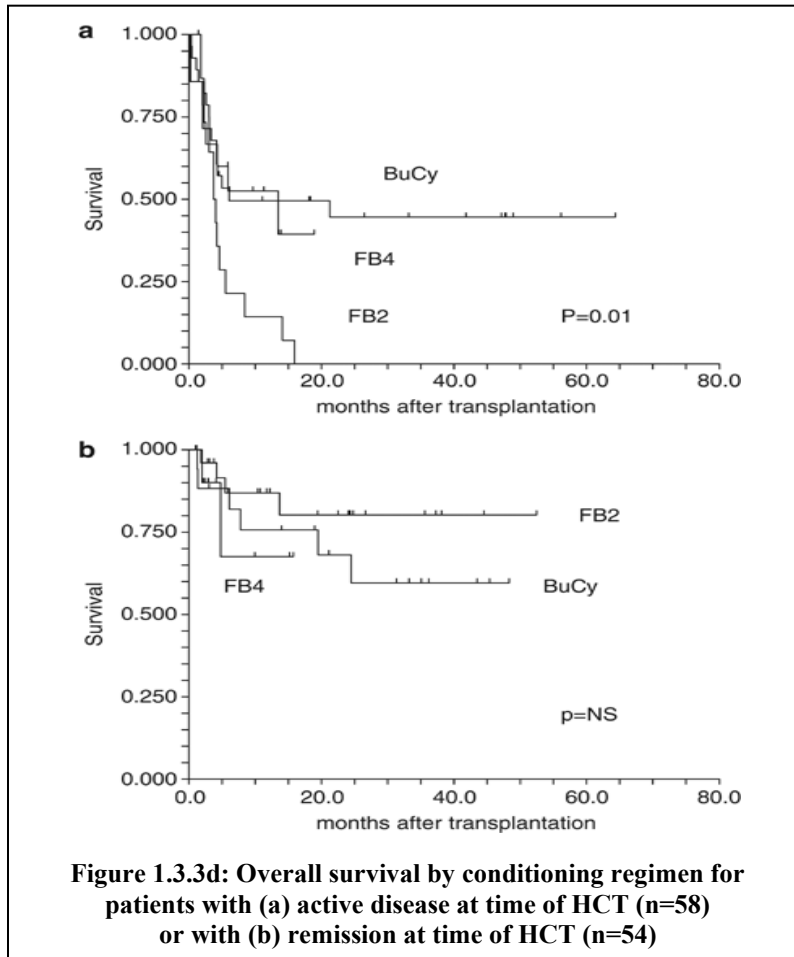 a
1.000
0.750
0.500
0.250
0.000
Survival
BuCy
FB4
FB2
P=0.01
0.0 20.0 40.0 60.0 80.0
months after transplantation
b
1.000
0.750
0.500
0.250
0.000
Survival
FB2
FB4
BuCy
p=NS
0.0 20.0 40.0 60.0 80.0
months after transplantation
Figure 1.3.3d: Overall survival by conditioning regimen for
patients with (a) active disease at time of HCT (n=58)
or with (b) remission at time of HCT (n=54)